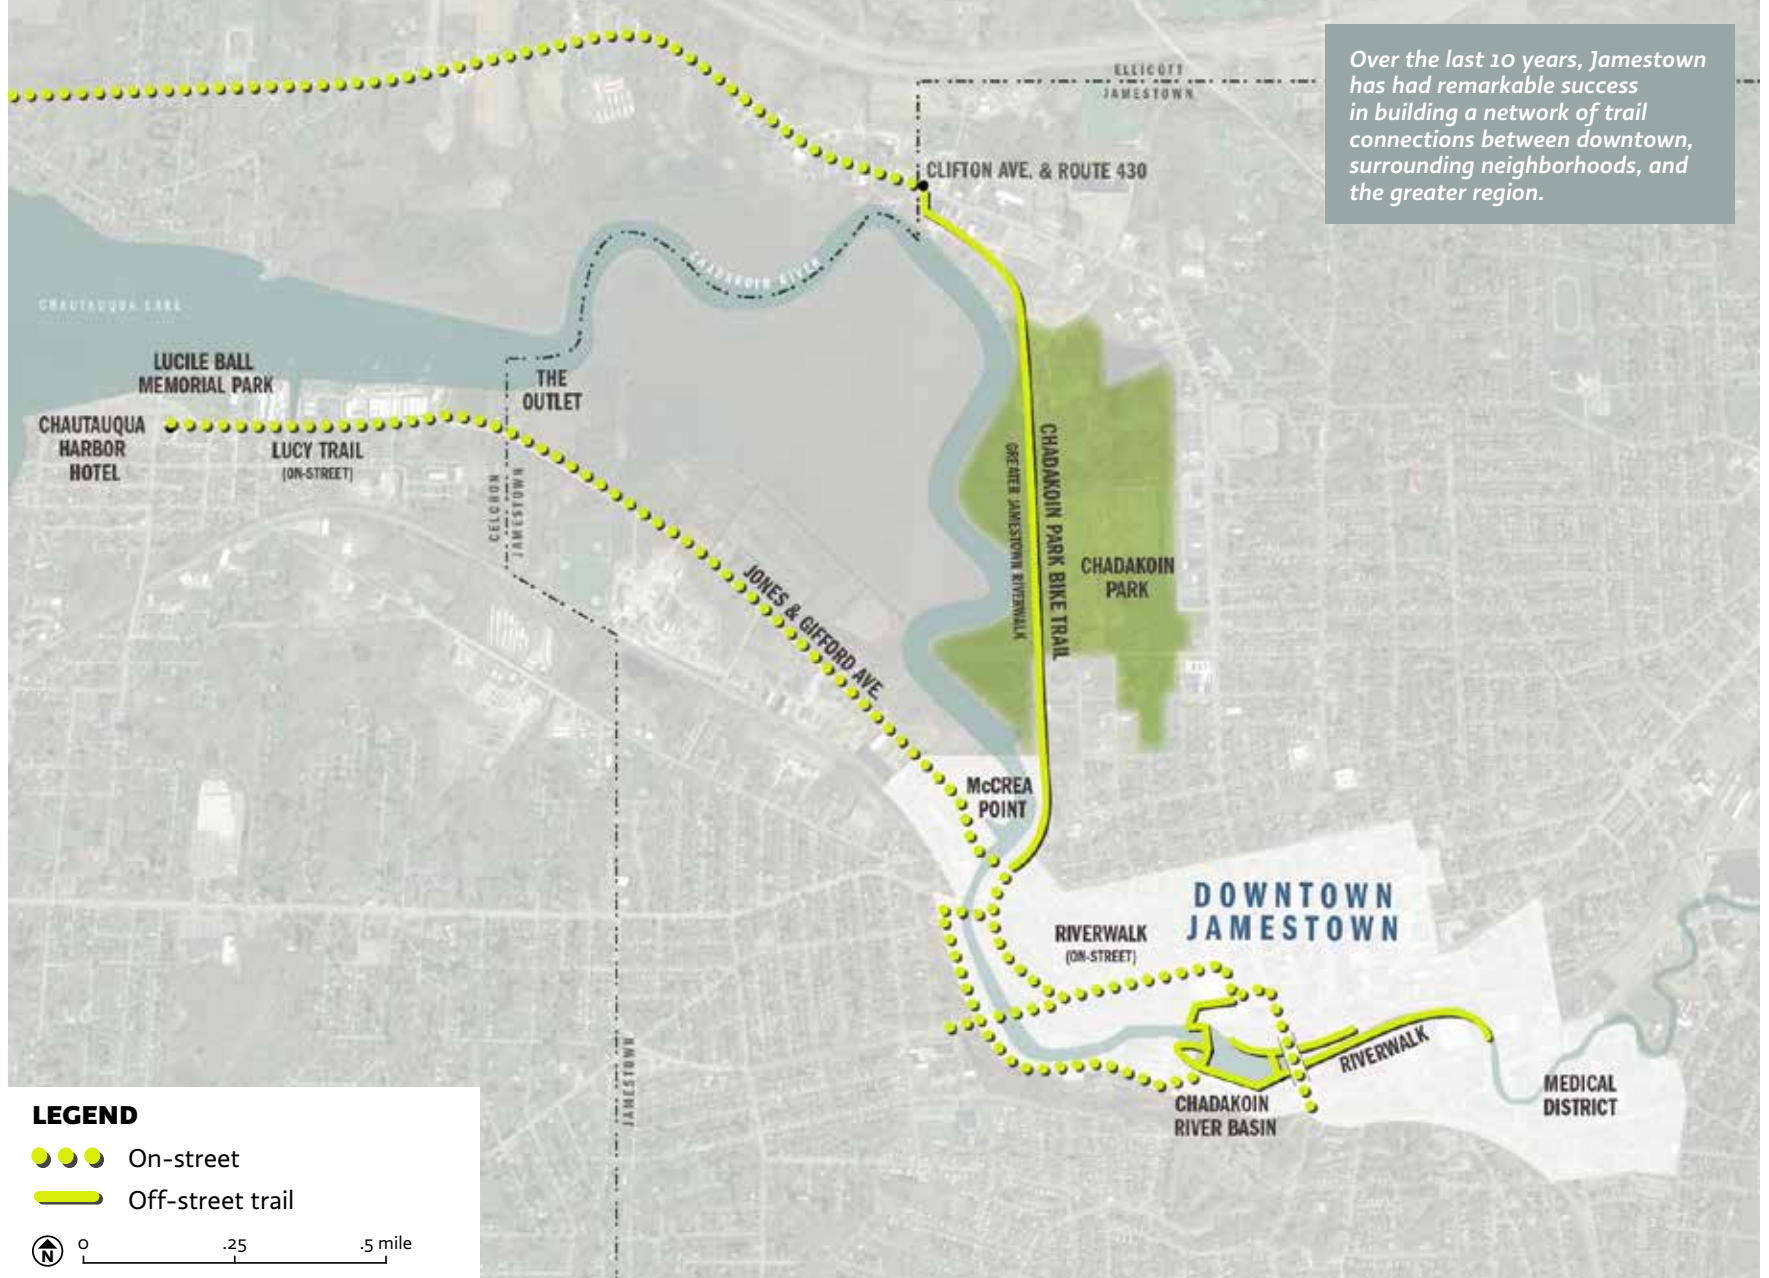 Over the last 10 years, Jamestown
has had remarkable success
in building a network of trail
connections between downtown,
surrounding neighborhoods, and
the greater region.
ELLICOTT
JAMESTOWN
CLIFTON AVE. & ROUTE 430
CHADAKOIN RIVER
CHAUTAUQUA LAKE
LUCILE BALL
MEMORIAL PARK
THE
OUTLET
CHAUTAUQUA
HARBOR
HOTEL
LUCY TRAIL
(ON-STREET)
CELORON
JAMESTOWN
CHADAKOIN PARK BIKE TRAIL
GREATER JAMESTOWN RIVERWALK
CHADAKOIN
PARK
JONES & GIFFORD AVE.
McCREA
POINT
DOWNTOWN
JAMESTOWN
RIVERWALK
(ON-STREET)
RIVERWALK
JAMESTOWN
MEDICAL
DISTRICT
CHADAKOIN
RIVER BASIN
LEGEND
On-street
Off-street trail
N
0 .25 .5 mile